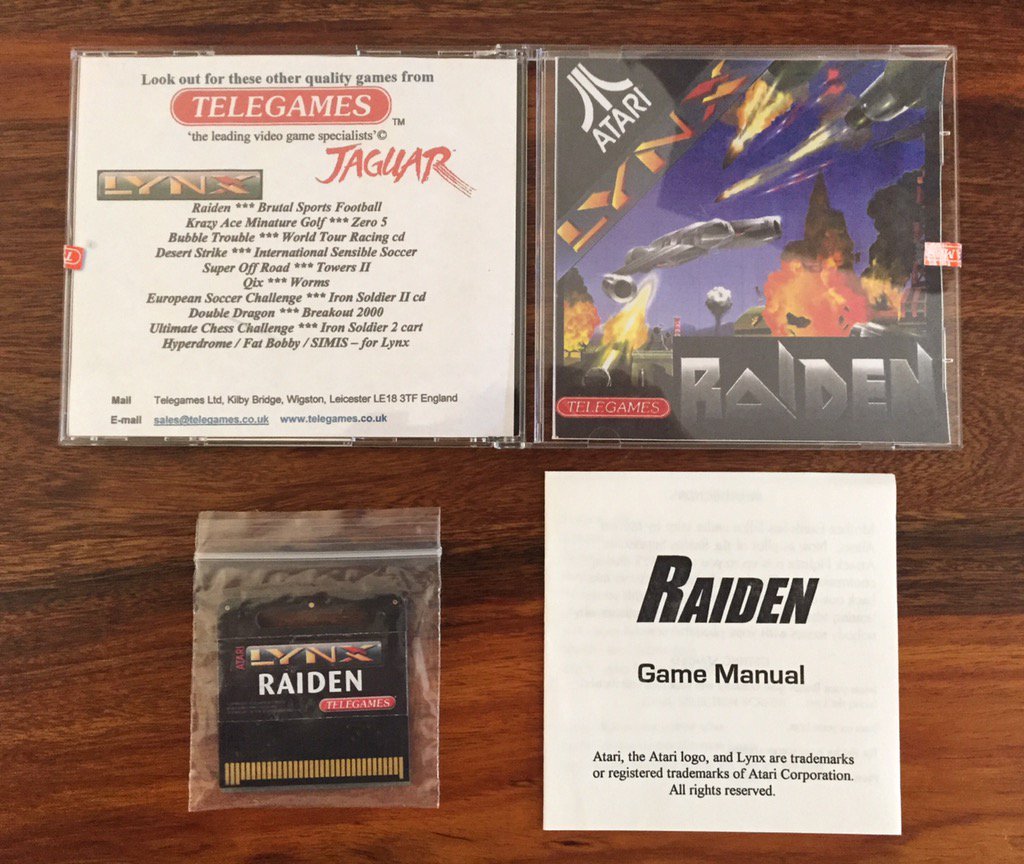 Look out for these other quality games from
TELEGAMES
TM
'the leading video game specialists'©
JAGUAR
LYNX
Raiden *** Brutal Sports Football
Krazy Ace Minature Golf *** Zero 5
Bubble Trouble *** World Tour Racing cd
Desert Strike *** International Sensible Soccer
Super Off Road *** Towers II
Qix *** Worms
European Soccer Challenge *** Iron Soldier II cd
Double Dragon *** Breakout 2000
Ultimate Chess Challenge *** Iron Soldier 2 cart
Hyperdrome / Fat Bobby / SIMIS – for Lynx
Mail Telegames Ltd, Kilby Bridge, Wigston, Leicester LE18 3TF England
E-mail sales@telegames.co.uk www.telegames.co.uk
ATARI
LYNX
RAIDEN
TELEGAMES
ATARI
LYNX
RAIDEN
TELEGAMES
RAIDEN
Game Manual
Atari, the Atari logo, and Lynx are trademarks
or registered trademarks of Atari Corporation.
All rights reserved.